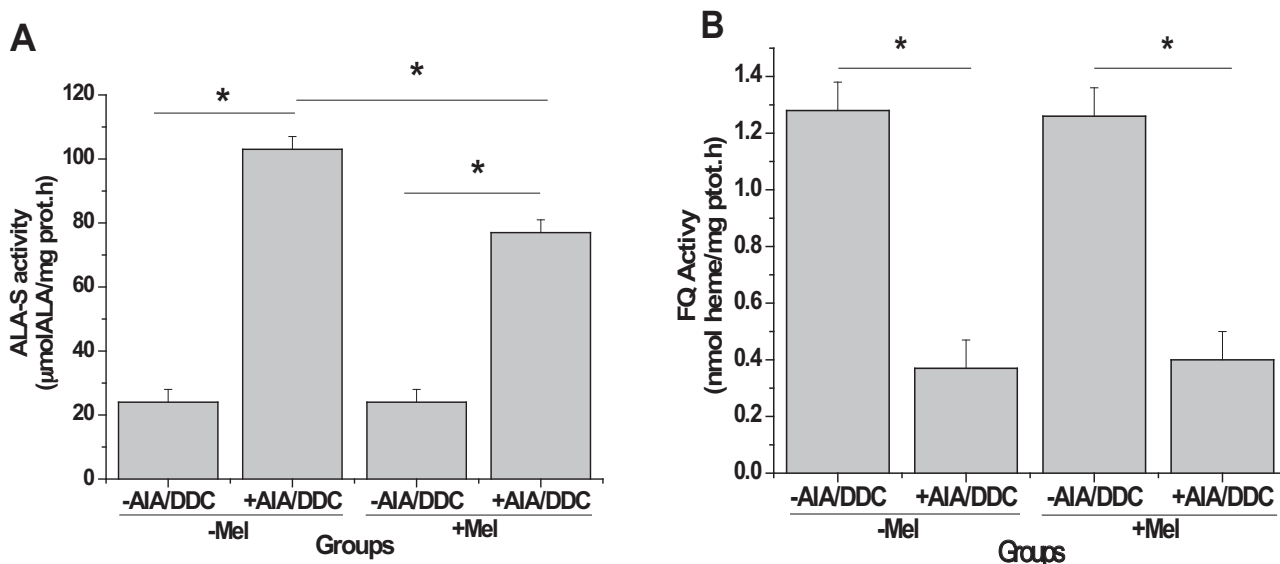 A
*
*
*
120
100
80
60
40
20
0
ALA-S activity
(µmolALA/mg prot.h)
-AIA/DDC +AIA/DDC -AIA/DDC +AIA/DDC
-Mel +Mel
Groups
B
*
*
1.4
1.2
1.0
0.8
0.6
0.4
0.2
0.0
FQ Activy
(nmol heme/mg ptot.h)
-AIA/DDC +AIA/DDC -AIA/DDC +AIA/DDC
-Mel +Mel
Groups